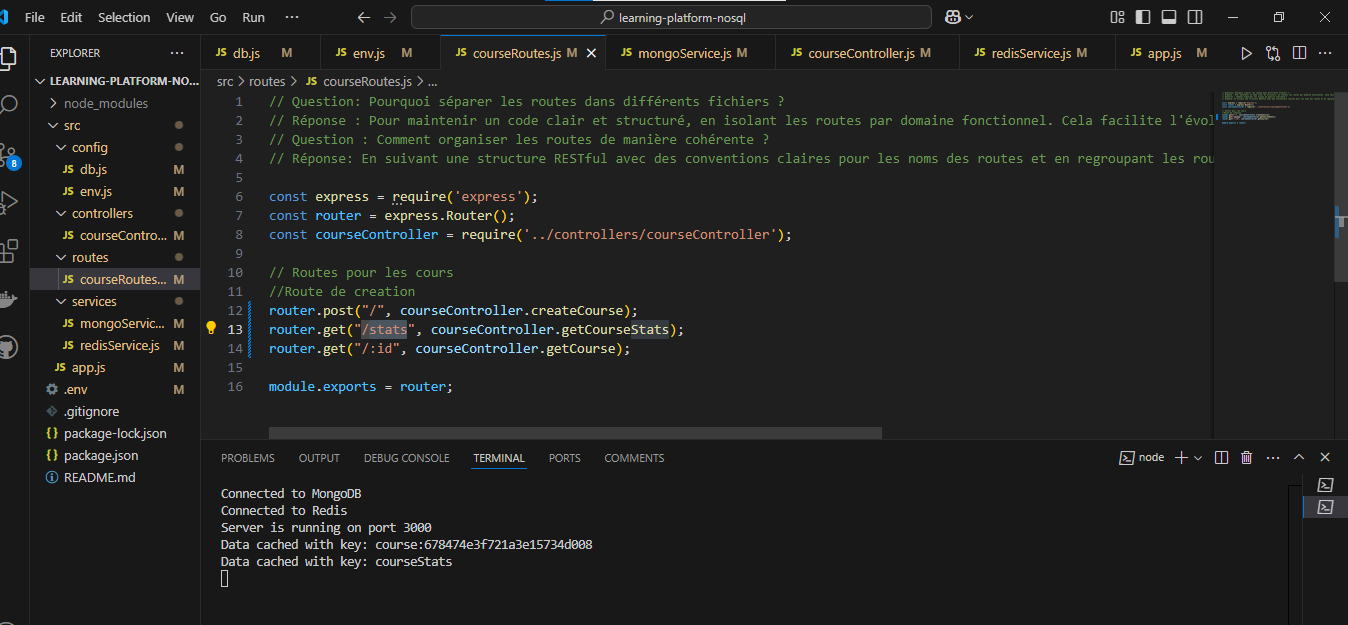 File Edit Selection View Go Run ···
learning-platform-nosql
EXPLORER ···
LEARNING-PLATFORM-NO...
node_modules
src
config
JS db.js M
JS env.js M
controllers
JS courseContro... M
routes
JS courseRoutes... M
services
JS mongoServic... M
JS redisService.js M
JS app.js M
.env M
.gitignore
{} package-lock.json
{} package.json
README.md
8
JS db.js M JS env.js M JS courseRoutes.js M JS mongoService.js M JS courseController.js M JS redisService.js M JS app.js M
src > routes > JS courseRoutes.js > ...
1 // Question: Pourquoi séparer les routes dans différents fichiers ?
2 // Réponse : Pour maintenir un code clair et structuré, en isolant les routes par domaine fonctionnel. Cela facilite l'évol
3 // Question : Comment organiser les routes de manière cohérente ?
4 // Réponse: En suivant une structure RESTful avec des conventions claires pour les noms des routes et en regroupant les rou
5
6 const express = require('express');
7 const router = express.Router();
8 const courseController = require('../controllers/courseController');
9
10 // Routes pour les cours
11 //Route de creation
12 router.post("/", courseController.createCourse);
13 router.get("/stats", courseController.getCourseStats);
14 router.get("/:id", courseController.getCourse);
15
16 module.exports = router;
PROBLEMS OUTPUT DEBUG CONSOLE TERMINAL PORTS COMMENTS
node
Connected to MongoDB
Connected to Redis
Server is running on port 3000
Data cached with key: course:678474e3f721a3e15734d008
Data cached with key: courseStats